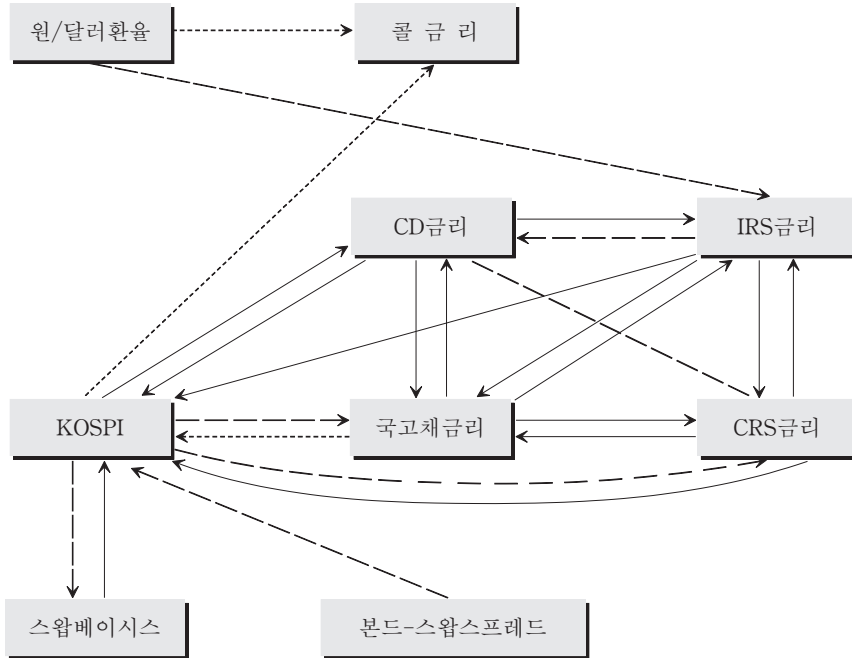 원/달러환율
콜 금 리
CD금리
IRS금리
KOSPI
국고채금리
CRS금리
스왑베이시스
본드-스왑스프레드